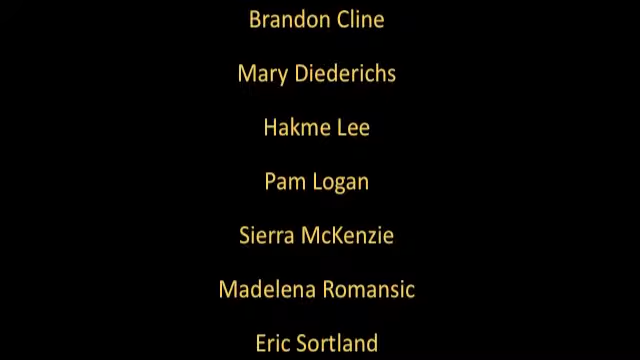 Brandon Cline
Mary Diederichs
Hakme Lee
Pam Logan
Sierra McKenzie
Madelena Romansic
Eric Sortland